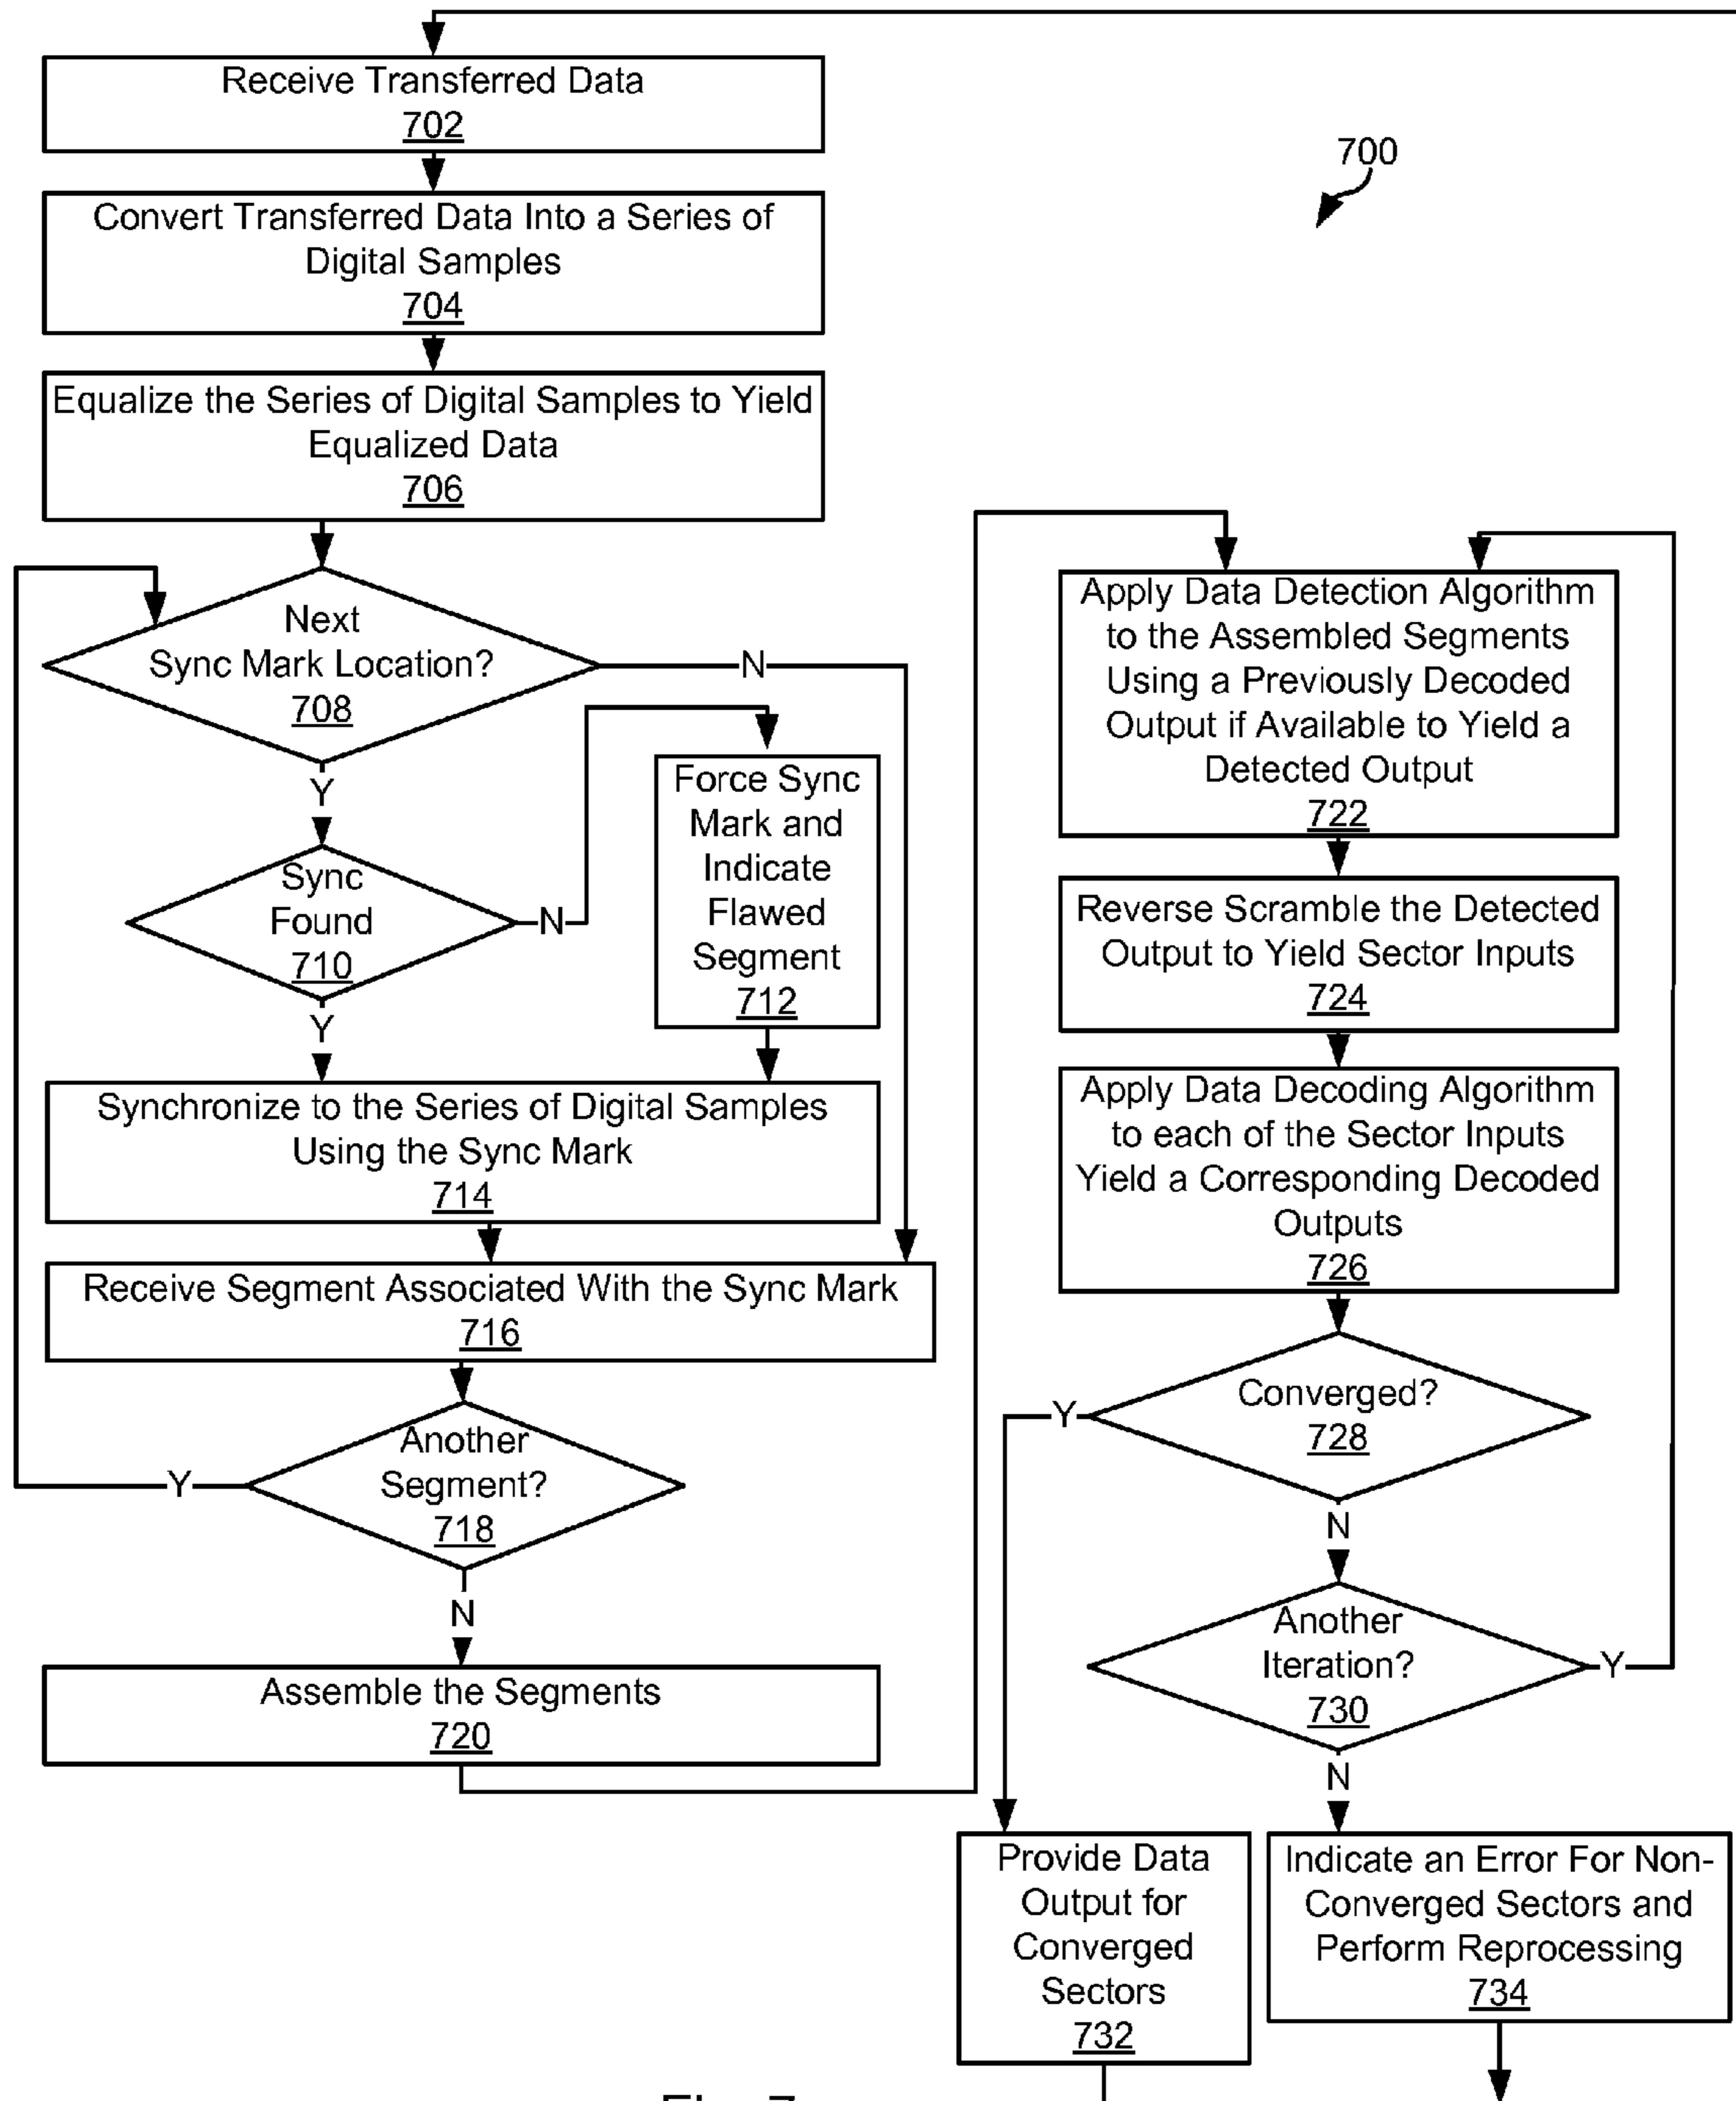 Receive Transferred Data
702
700
Convert Transferred Data Into a Series of
Digital Samples
704
Equalize the Series of Digital Samples to Yield
Equalized Data
706
Next
Sync Mark Location?
708
N
Y
Sync
Found
710
N
Y
Force Sync
Mark and
Indicate
Flawed
Segment
712
Synchronize to the Series of Digital Samples
Using the Sync Mark
714
Receive Segment Associated With the Sync Mark
716
Another
Segment?
718
Y
N
Assemble the Segments
720
Apply Data Detection Algorithm
to the Assembled Segments
Using a Previously Decoded
Output if Available to Yield a
Detected Output
722
Reverse Scramble the Detected
Output to Yield Sector Inputs
724
Apply Data Decoding Algorithm
to each of the Sector Inputs
Yield a Corresponding Decoded
Outputs
726
Converged?
728
Y
N
Another
Iteration?
730
Y
N
Provide Data
Output for
Converged
Sectors
732
Indicate an Error For Non-
Converged Sectors and
Perform Reprocessing
734